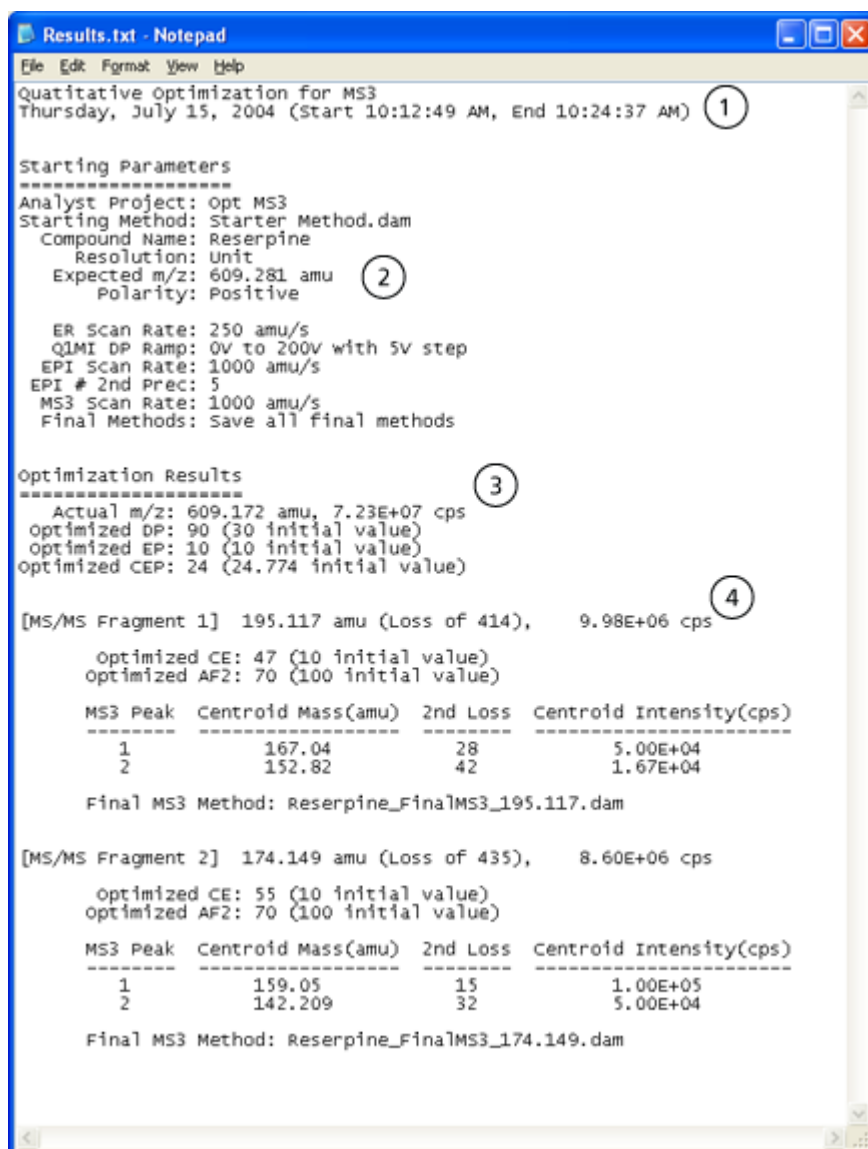 Results.txt - Notepad
File Edit Format View Help
Quatitative Optimization for MS3
Thursday, July 15, 2004 (Start 10:12:49 AM, End 10:24:37 AM) 1
Starting Parameters
===================
Analyst Project: Opt MS3
Starting Method: Starter Method.dam
Compound Name: Reserpine
Resolution: Unit
Expected m/z: 609.281 amu 2
Polarity: Positive
ER Scan Rate: 250 amu/s
Q1MI DP Ramp: 0V to 200V with 5V step
EPI Scan Rate: 1000 amu/s
EPI # 2nd Prec: 5
MS3 Scan Rate: 1000 amu/s
Final Methods: Save all final methods
Optimization Results 3
====================
Actual m/z: 609.172 amu, 7.23E+07 cps
Optimized DP: 90 (30 initial value)
Optimized EP: 10 (10 initial value)
Optimized CEP: 24 (24.774 initial value)
[MS/MS Fragment 1] 195.117 amu (Loss of 414), 9.98E+06 cps 4
Optimized CE: 47 (10 initial value)
Optimized AF2: 70 (100 initial value)
MS3 Peak Centroid Mass(amu) 2nd Loss Centroid Intensity(cps)
-------- ------------------ -------- -----------------------
1 167.04 28 5.00E+04
2 152.82 42 1.67E+04
Final MS3 Method: Reserpine_FinalMS3_195.117.dam
[MS/MS Fragment 2] 174.149 amu (Loss of 435), 8.60E+06 cps
Optimized CE: 55 (10 initial value)
Optimized AF2: 70 (100 initial value)
MS3 Peak Centroid Mass(amu) 2nd Loss Centroid Intensity(cps)
-------- ------------------ -------- -----------------------
1 159.05 15 1.00E+05
2 142.209 32 5.00E+04
Final MS3 Method: Reserpine_FinalMS3_174.149.dam